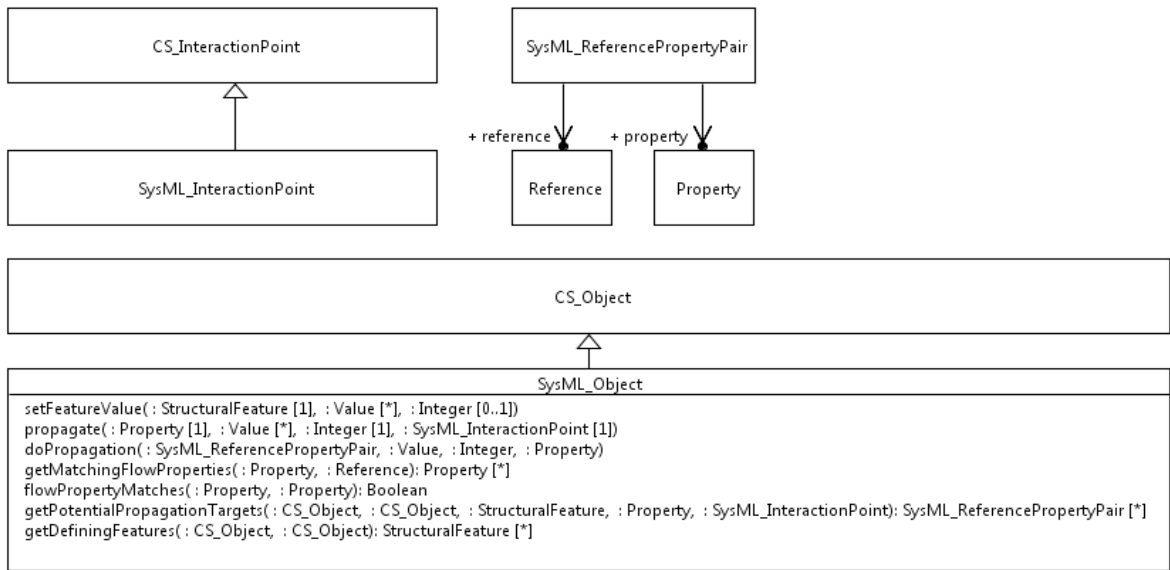 CS_InteractionPoint
SysML_ReferencePropertyPair
+ reference
+ property
SysML_InteractionPoint
Reference
Property
CS_Object
SysML_Object
setFeatureValue( : StructuralFeature [1], : Value [*], : Integer [0..1])
propagate( : Property [1], : Value [*], : Integer [1], : SysML_InteractionPoint [1])
doPropagation( : SysML_ReferencePropertyPair, : Value, : Integer, : Property)
getMatchingFlowProperties( : Property, : Reference): Property [*]
flowPropertyMatches( : Property, : Property): Boolean
getPotentialPropagationTargets( : CS_Object, : CS_Object, : StructuralFeature, : Property, : SysML_InteractionPoint): SysML_ReferencePropertyPair [*]
getDefiningFeatures( : CS_Object, : CS_Object): StructuralFeature [*]